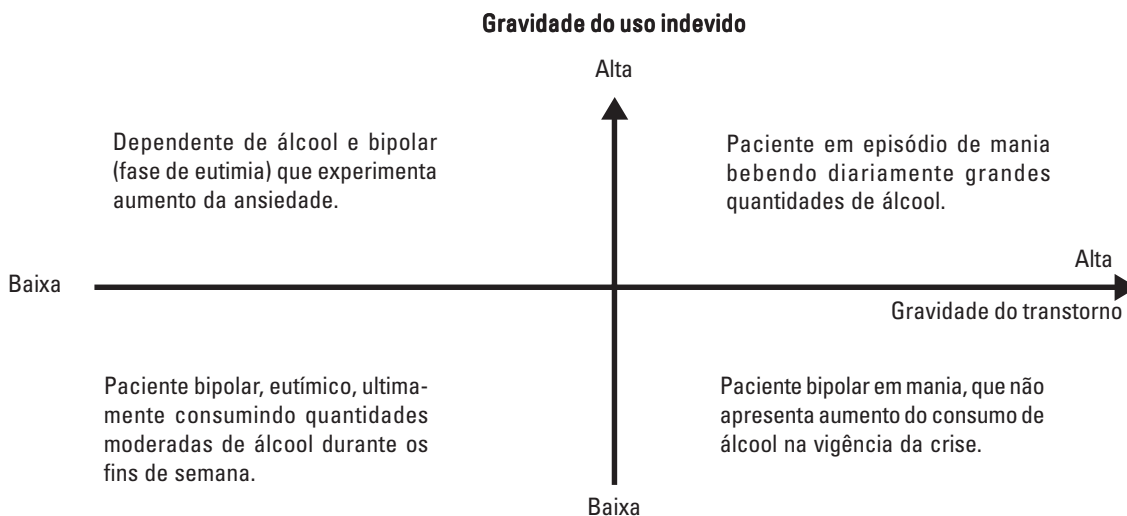 Gravidade do uso indevido
Alta
Dependente de álcool e bipolar
(fase de eutimia) que experimenta
aumento da ansiedade.
Paciente em episódio de mania
bebendo diariamente grandes
quantidades de álcool.
Alta
Baixa
Gravidade do transtorno
Paciente bipolar, eutímico, ultima-
mente consumindo quantidades
moderadas de álcool durante os
fins de semana.
Paciente bipolar em mania, que não
apresenta aumento do consumo de
álcool na vigência da crise.
Baixa